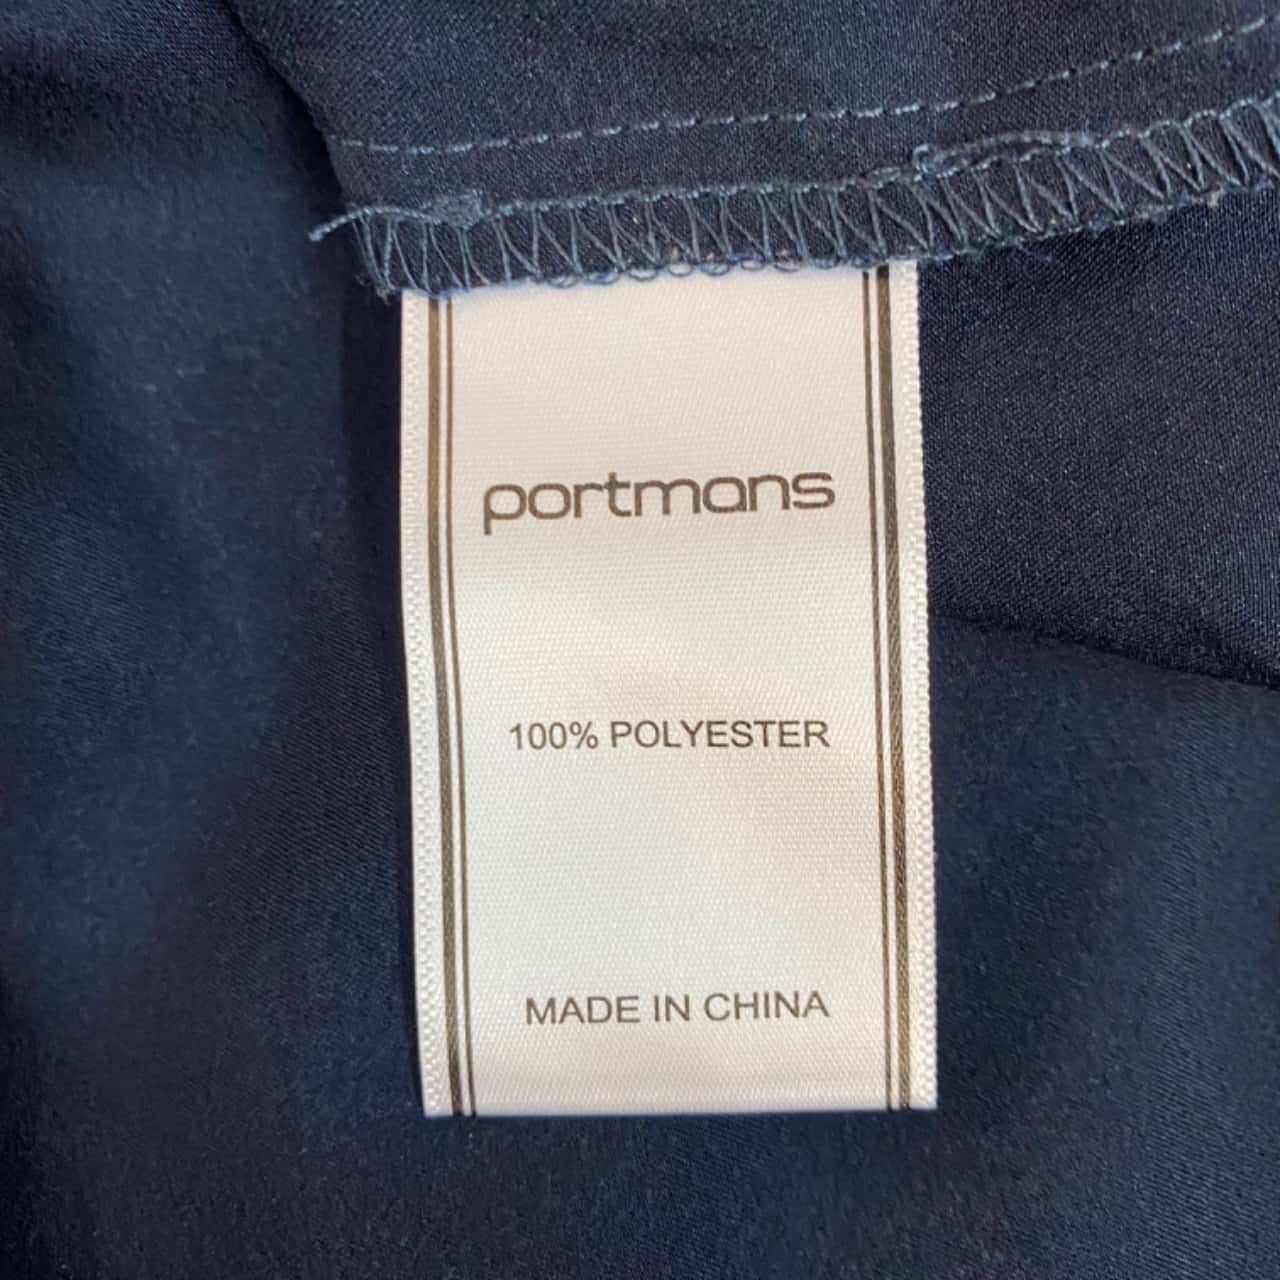 portmans
100% POLYESTER
MADE IN CHINA